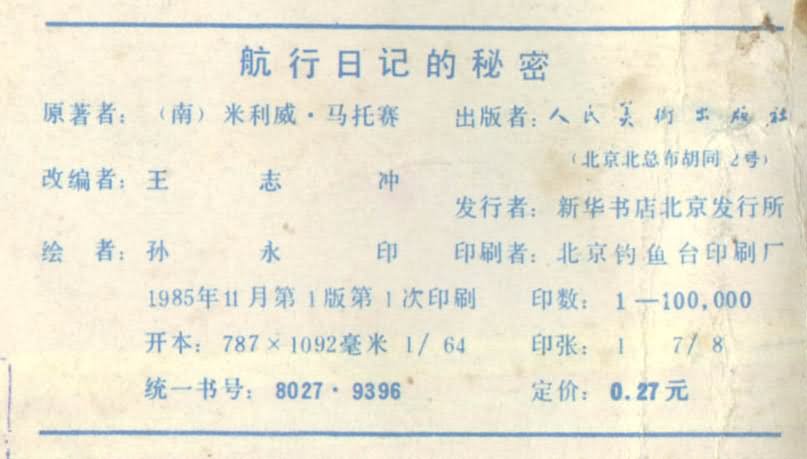 航行日记的秘密
原著者：（南）米利威·马托赛 出版者：人民美术出版社
（北京北总布胡同2号）
改编者：王志冲
发行者：新华书店北京发行所
绘者：孙永印 印刷者：北京钓鱼台印刷厂
1985年11月第1版第1次印刷 印数：1—100,000
开本：787×1092毫米 1/64 印张：1 7/8
统一书号：8027·9396 定价：0.27元